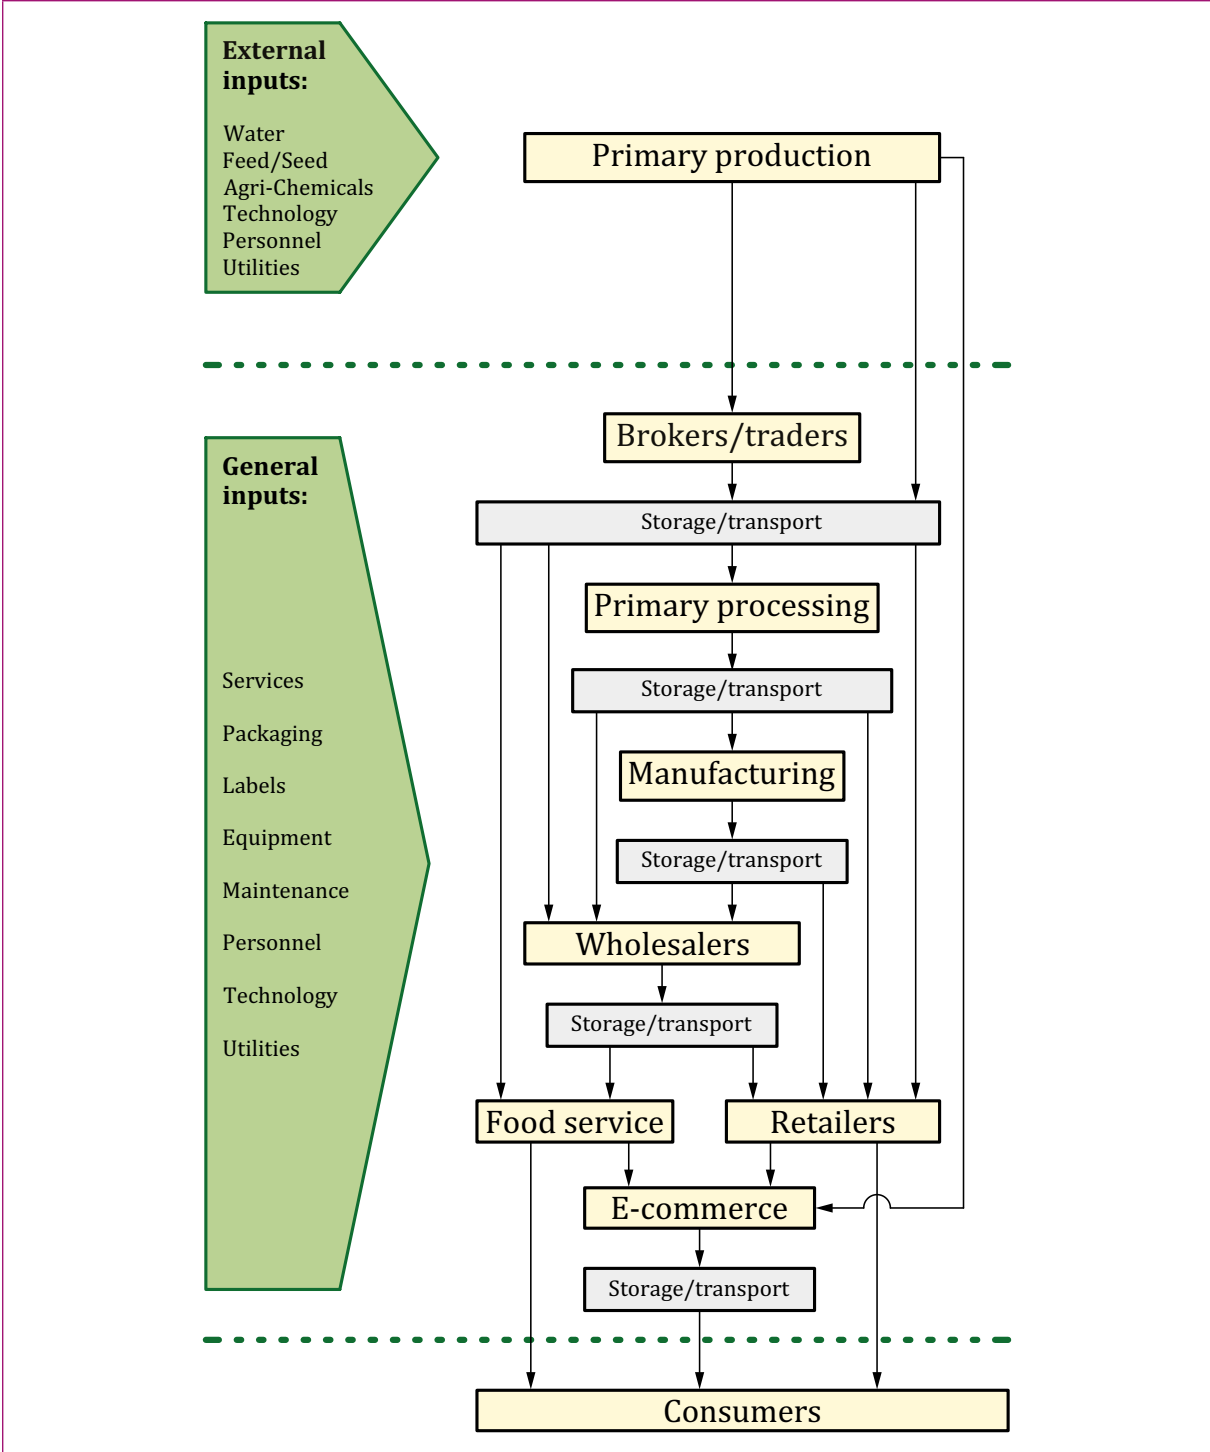 External
inputs:
Water
Feed/Seed
Agri-Chemicals
Technology
Personnel
Utilities
Primary production
General
inputs:
Services
Packaging
Labels
Equipment
Maintenance
Personnel
Technology
Utilities
Brokers/traders
Storage/transport
Primary processing
Storage/transport
Manufacturing
Storage/transport
Wholesalers
Storage/transport
Food service
Retailers
E-commerce
Storage/transport
Consumers